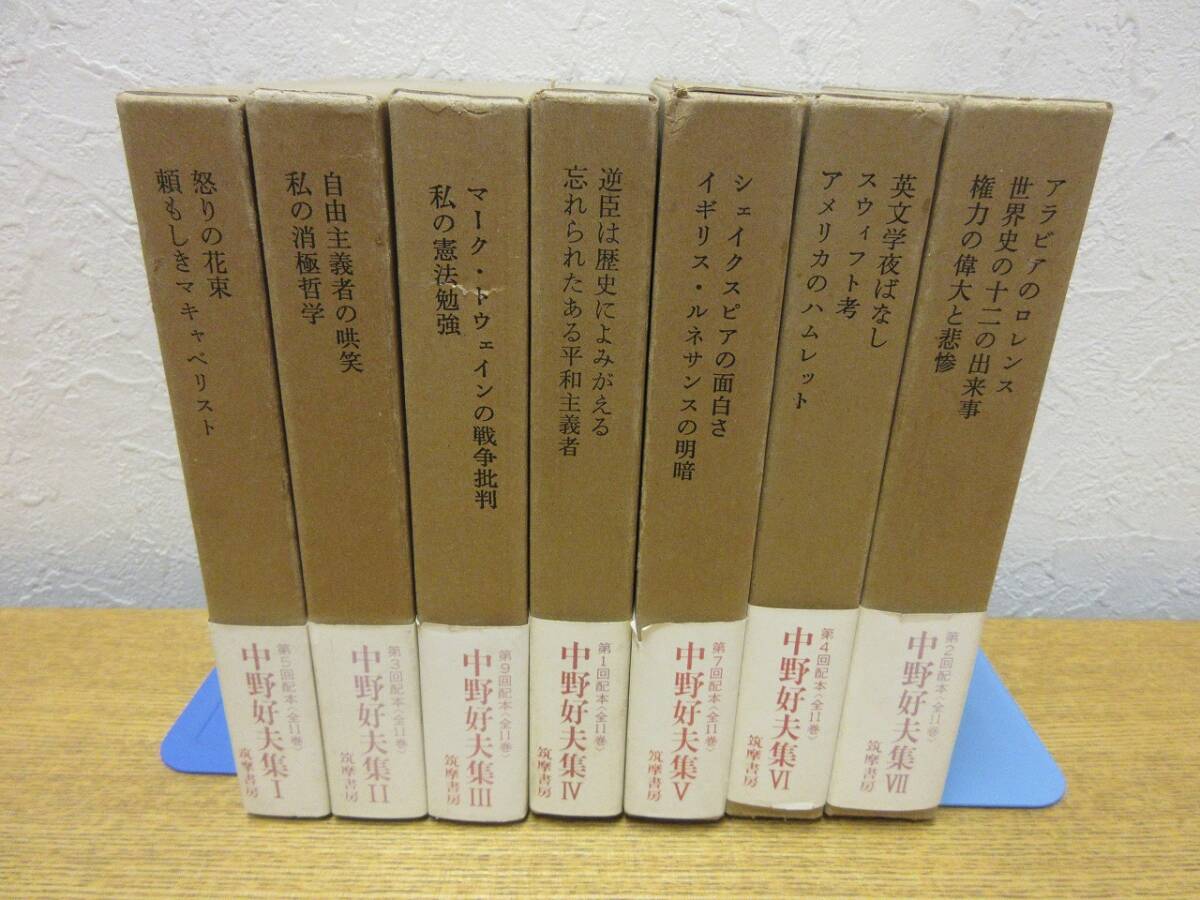 怒りの花束
頼もしきマキャベリスト
第5回配本〈全11巻〉
中野好夫集I
筑摩書房
自由主義者の哄笑
私の消極哲学
第3回配本〈全11巻〉
中野好夫集II
筑摩書房
マーク・トウェインの戦争批判
私の憲法勉強
第9回配本〈全11巻〉
中野好夫集III
筑摩書房
逆臣は歴史によみがえる
忘れられたある平和主義者
第1回配本〈全11巻〉
中野好夫集IV
筑摩書房
シェイクスピアの面白さ
イギリス・ルネサンスの明暗
第7回配本〈全11巻〉
中野好夫集V
筑摩書房
英文学夜ばなし
スウィフト考
アメリカのハムレット
第4回配本〈全11巻〉
中野好夫集VI
筑摩書房
アラビアのロレンス
世界史の十二の出来事
権力の偉大と悲惨
第2回配本〈全11巻〉
中野好夫集VII
筑摩書房